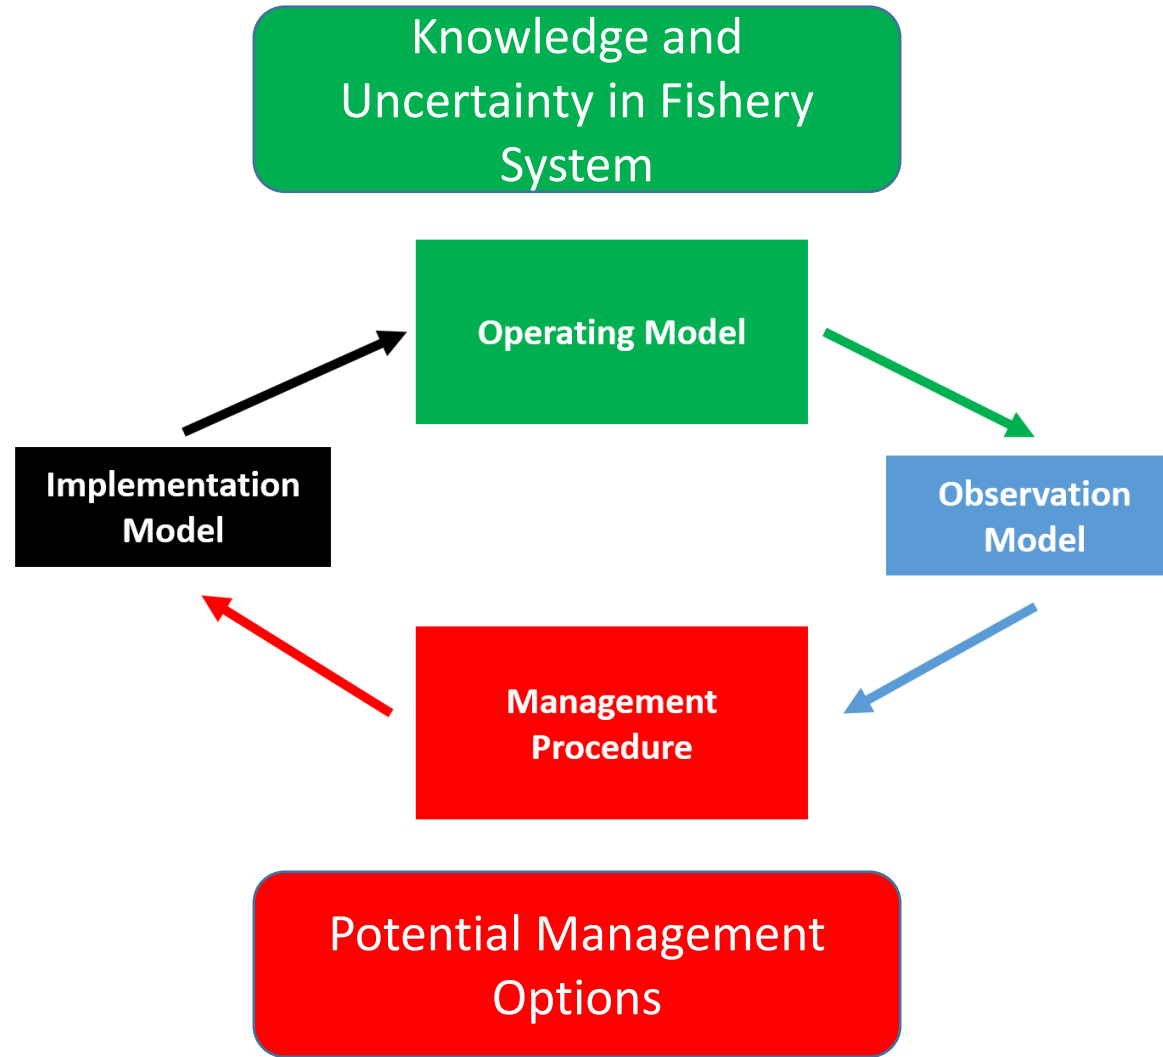 Knowledge and
Uncertainty in Fishery
System
Operating Model
Implementation
Model
Observation
Model
Management
Procedure
Potential Management
Options